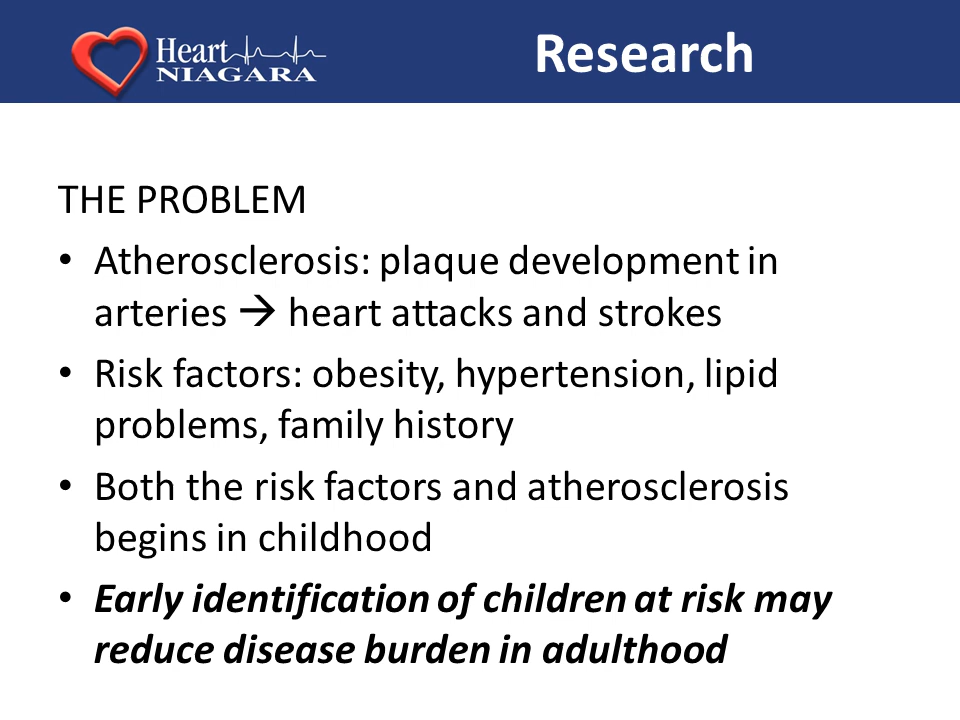 Heart
NIAGARA
Research
THE PROBLEM
• Atherosclerosis: plaque development in
arteries → heart attacks and strokes
• Risk factors: obesity, hypertension, lipid
problems, family history
• Both the risk factors and atherosclerosis
begins in childhood
• Early identification of children at risk may
reduce disease burden in adulthood